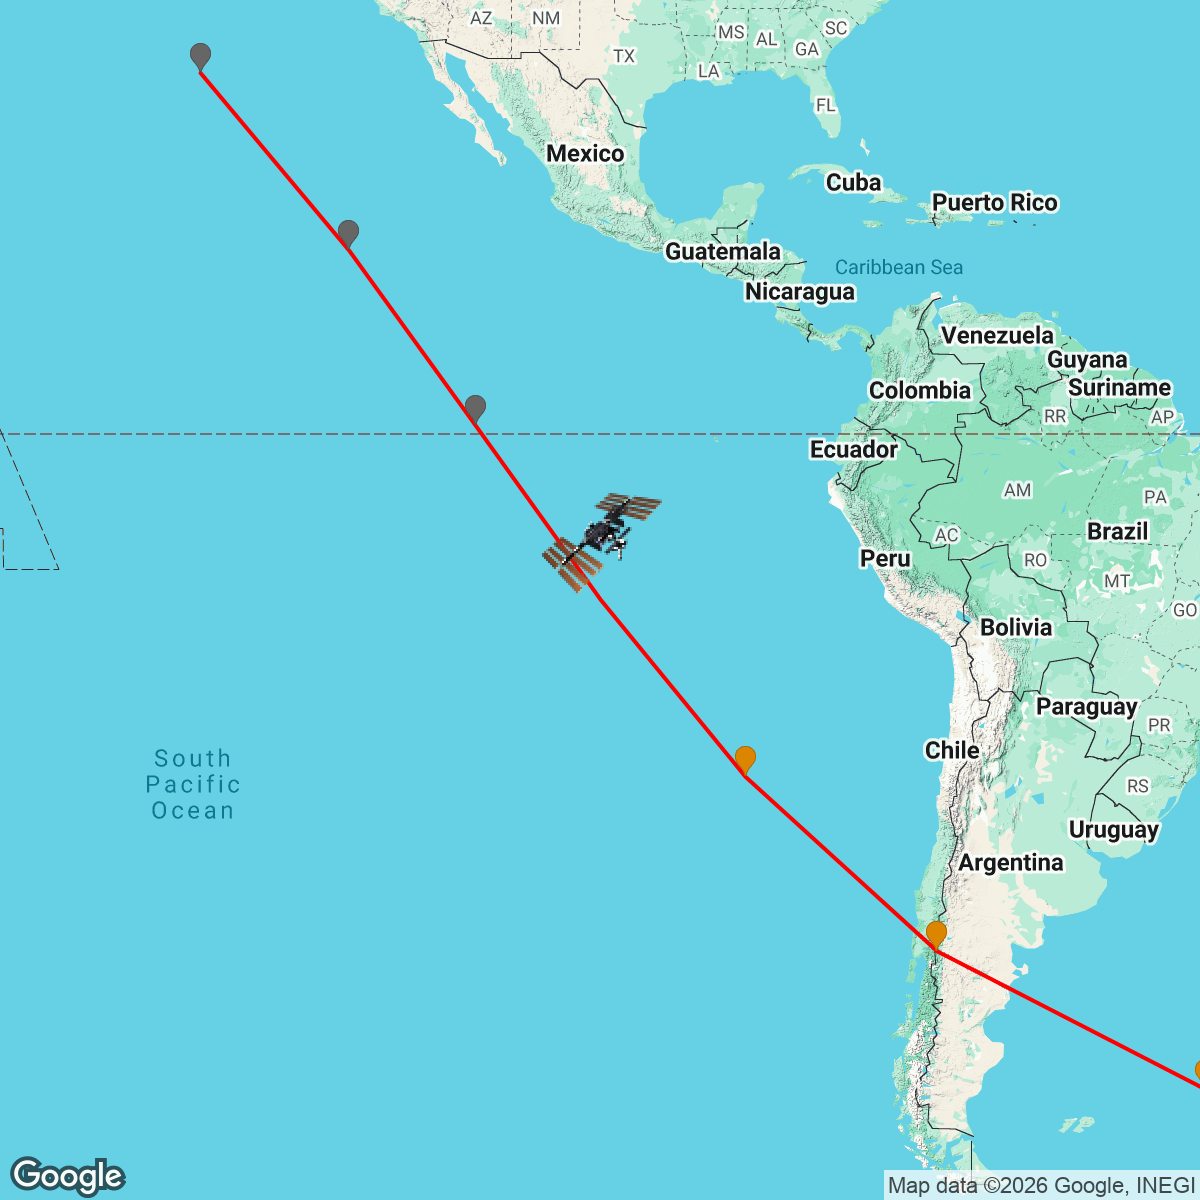 AZ
NM
MS
AL
SC
GA
TX
LA
FL
Mexico
Cuba
Puerto Rico
Guatemala
Caribbean Sea
Nicaragua
Venezuela
Guyana
Suriname
Colombia
RR
AP
Ecuador
AM
PA
Brazil
AC
Peru
RO
MT
GO
Bolivia
Paraguay
PR
Chile
South
Pacific
Ocean
RS
Uruguay
Argentina
Google
Map data ©2026 Google, INEGI